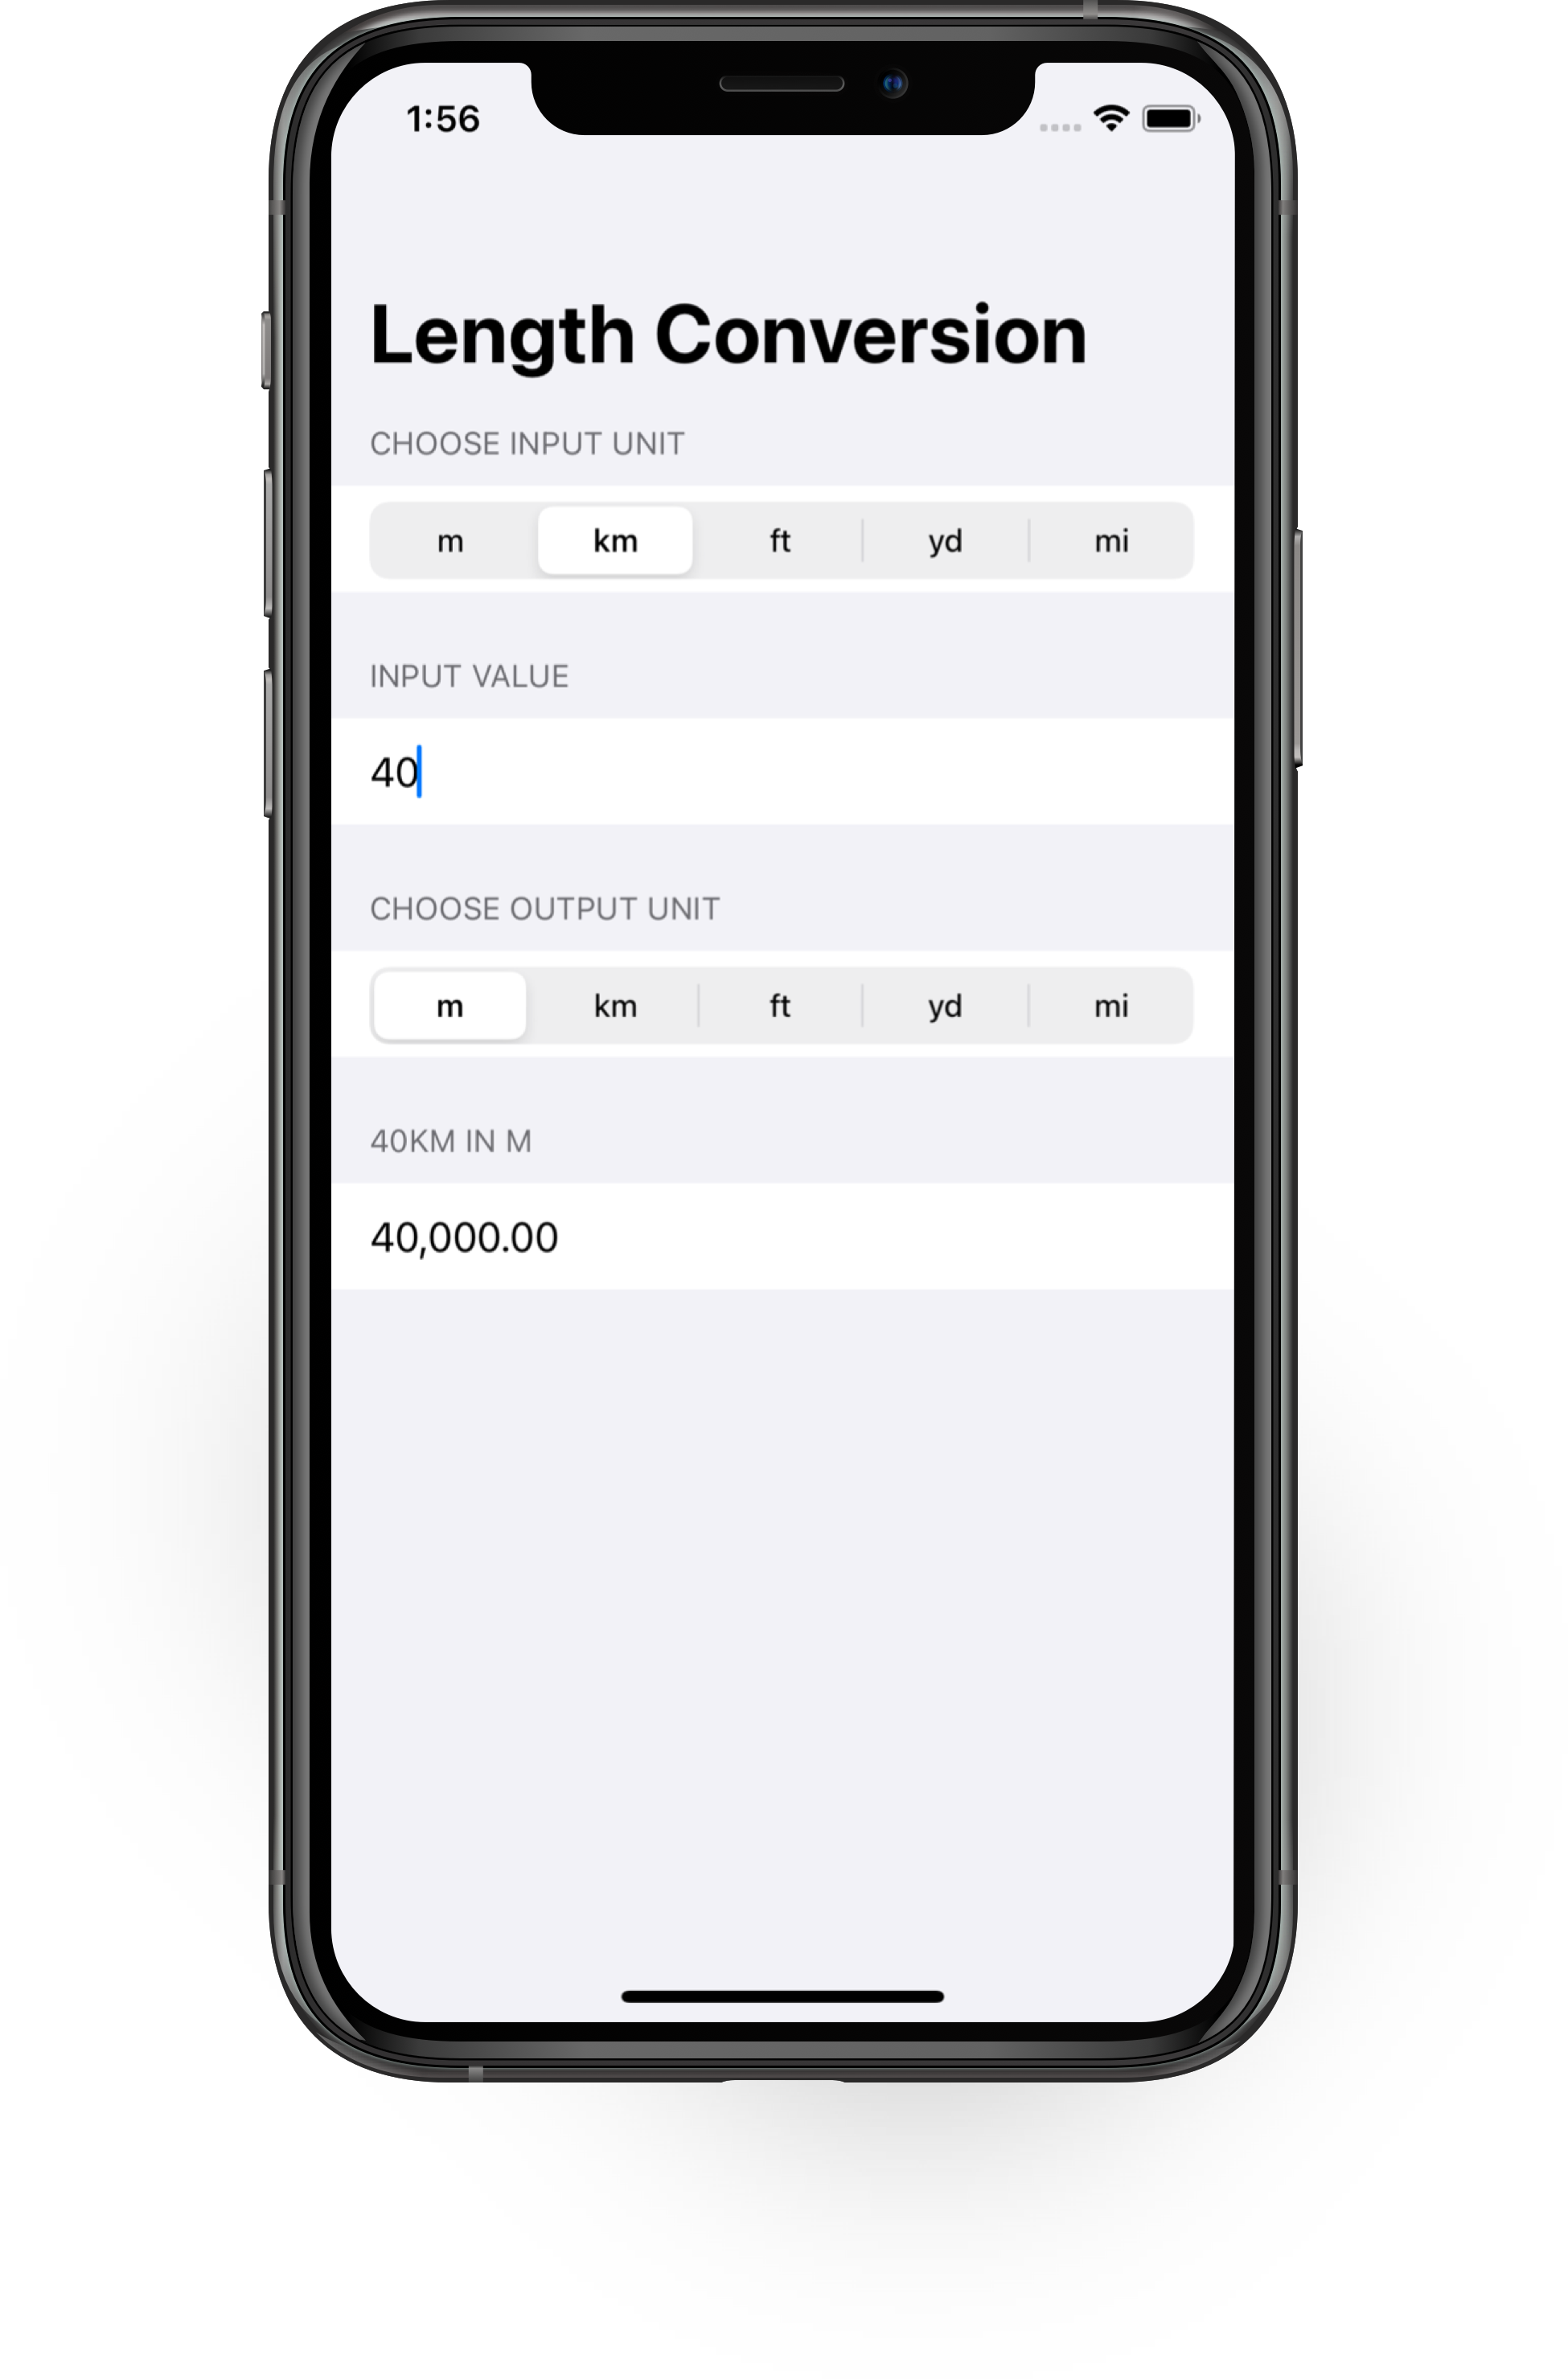 1:56
Length Conversion
CHOOSE INPUT UNIT
m km ft yd mi
INPUT VALUE
40
CHOOSE OUTPUT UNIT
m km ft yd mi
40KM IN M
40,000.00